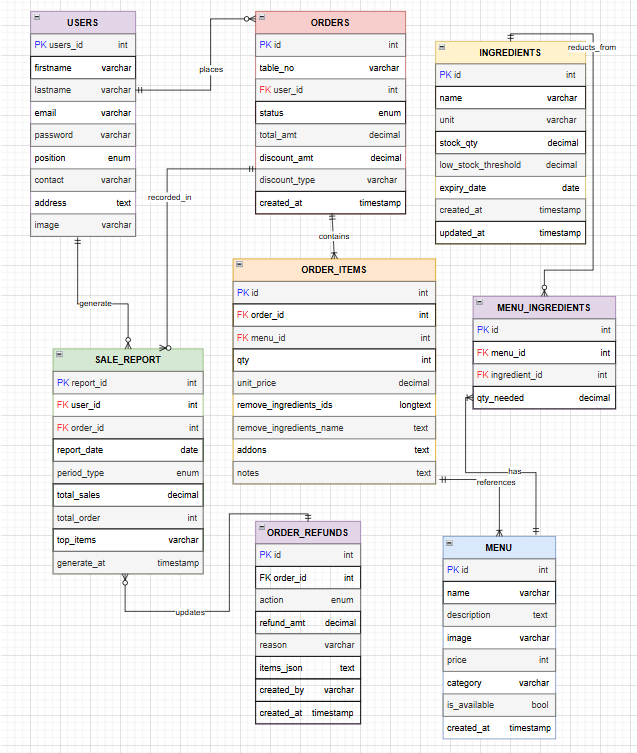 USERS
PK users_id int
firstname varchar
lastname varchar
email varchar
password varchar
position enum
contact varchar
address text
image varchar
places
ORDERS
PK id int
table_no varchar
FK user_id int
status enum
total_amt decimal
discount_amt decimal
discount_type varchar
created_at timestamp
reducts_from
INGREDIENTS
PK id int
name varchar
unit varchar
stock_qty decimal
low_stock_threshold decimal
expiry_date date
created_at timestamp
updated_at timestamp
recorded_in
contains
generate
ORDER_ITEMS
PK id int
FK order_id int
FK menu_id int
qty int
unit_price decimal
remove_ingredients_ids longtext
remove_ingredients_name text
addons text
notes text
MENU_INGREDIENTS
PK id int
FK menu_id int
FK ingredient_id int
qty_needed decimal
SALE_REPORT
PK report_id int
FK user_id int
FK order_id int
report_date date
period_type enum
total_sales decimal
total_order int
top_items varchar
generate_at timestamp
has
references
updates
ORDER_REFUNDS
PK id int
FK order_id int
action enum
refund_amt decimal
reason varchar
items_json text
created_by varchar
created_at timestamp
MENU
PK id int
name varchar
description text
image varchar
price int
category varchar
is_available bool
created_at timestamp